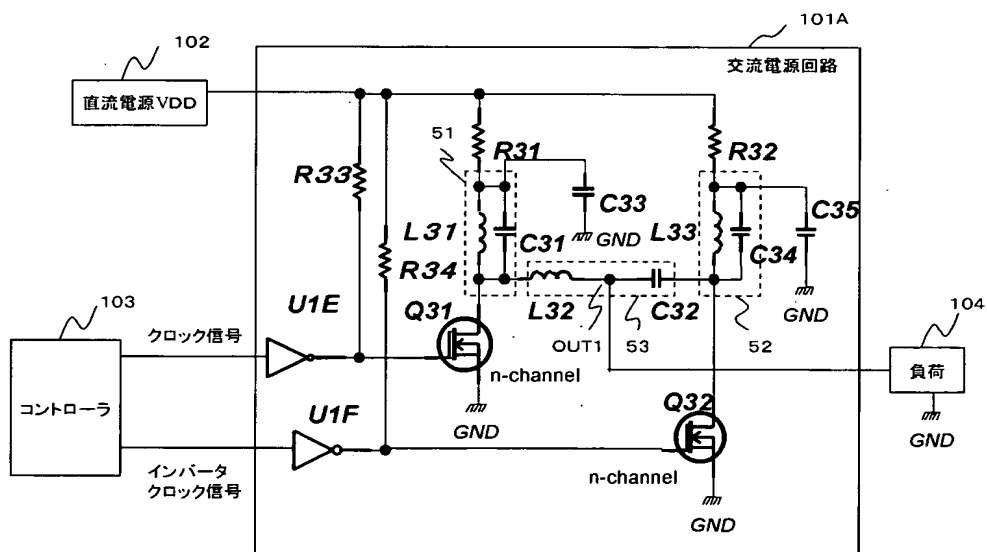 101A
102
交流電源回路
直流電源VDD
51
R31
R32
R33
C33
C35
L31
GND
L33
C31
C34
R34
103
U1E
Q31
L32
C32
GND
104
クロック信号
OUT1
53
52
負荷
n-channel
コントローラ
U1F
GND
Q32
GND
インバータ
クロック信号
n-channel
GND